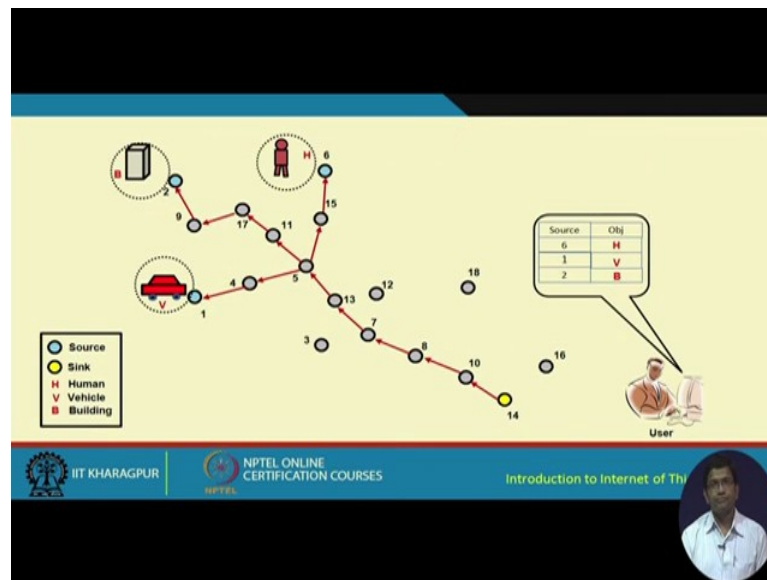 B
2
H
6
9
17
11
15
5
V
1
4
13
12
18
3
7
8
10
16
14
Source Obj
6 H
1 V
2 B
User
Source
Sink
H Human
V Vehicle
B Building
IIT KHARAGPUR
NPTEL
NPTEL ONLINE
CERTIFICATION COURSES
Introduction to Internet of Thi